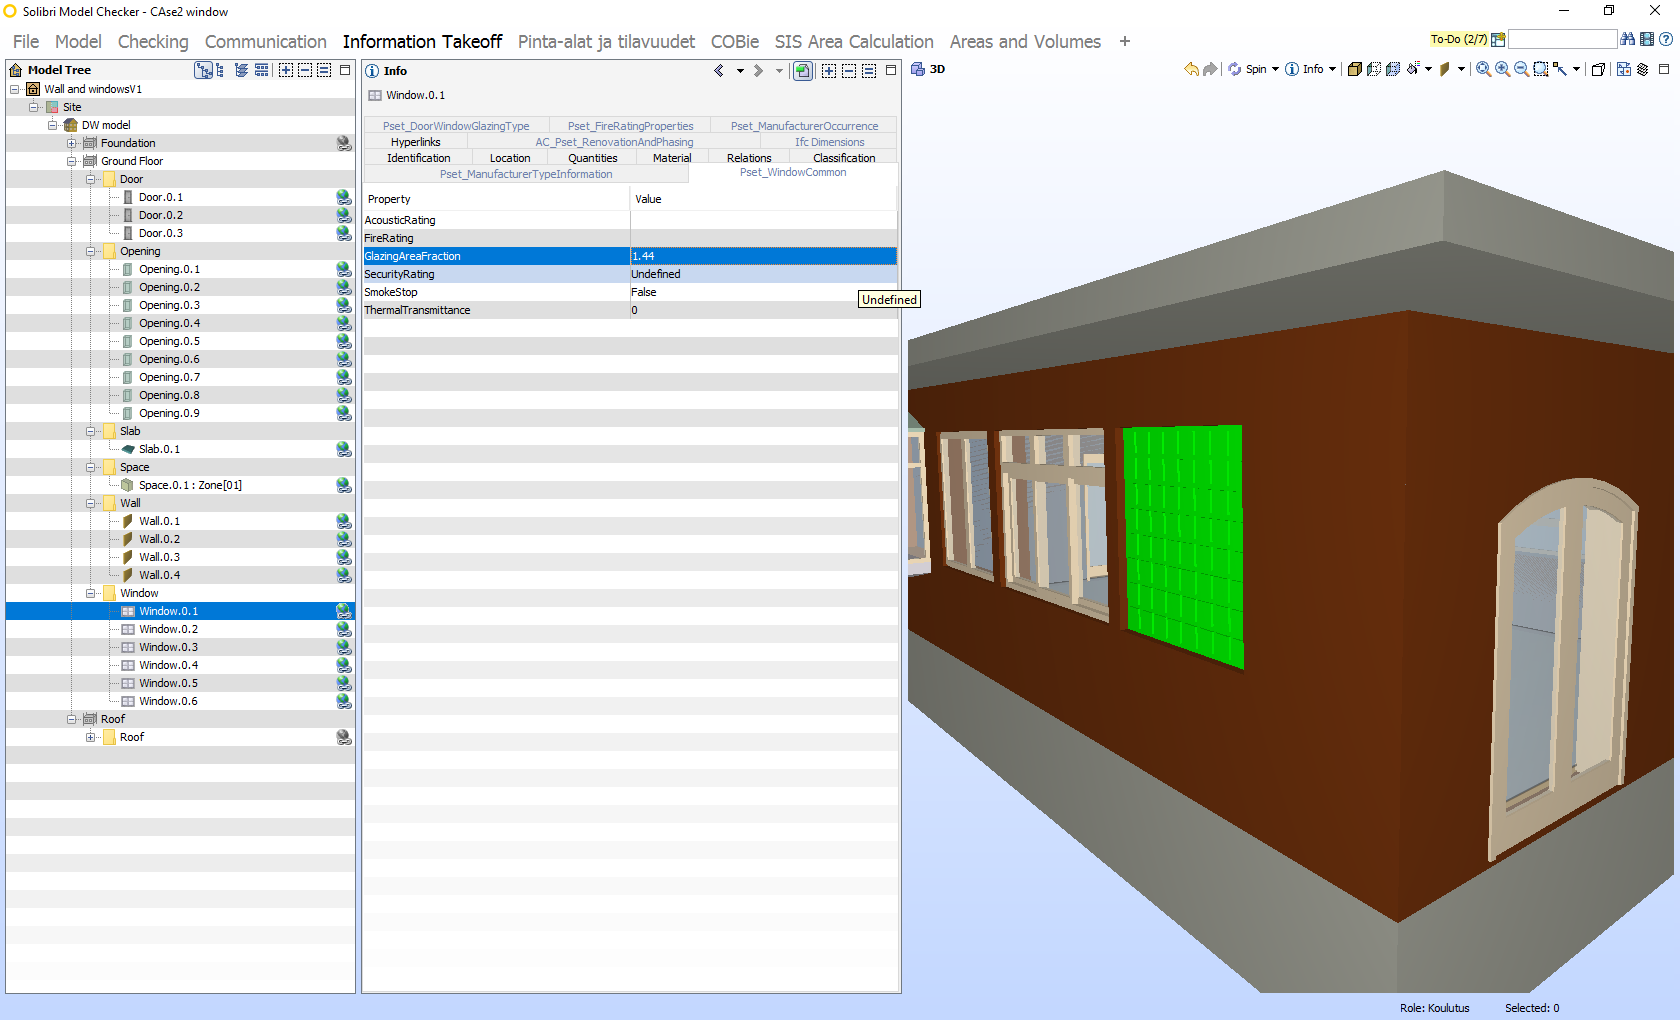 Solibri Model Checker - CAse2 window
File Model Checking Communication Information Takeoff Pinta-alat ja tilavuudet COBie SIS Area Calculation Areas and Volumes +
To-Do (2/7)
Model Tree
Wall and windowsV1
Site
DW model
Foundation
Ground Floor
Door
Door.0.1
Door.0.2
Door.0.3
Opening
Opening.0.1
Opening.0.2
Opening.0.3
Opening.0.4
Opening.0.5
Opening.0.6
Opening.0.7
Opening.0.8
Opening.0.9
Slab
Slab.0.1
Space
Space.0.1 : Zone[01]
Wall
Wall.0.1
Wall.0.2
Wall.0.3
Wall.0.4
Window
Window.0.1
Window.0.2
Window.0.3
Window.0.4
Window.0.5
Window.0.6
Roof
Roof
Info
Window.0.1
Pset_DoorWindowGlazingType Pset_FireRatingProperties Pset_ManufacturerOccurrence
Hyperlinks AC_Pset_RenovationAndPhasing Ifc Dimensions
Identification Location Quantities Material Relations Classification
Pset_ManufacturerTypeInformation Pset_WindowCommon
Property Value
AcousticRating
FireRating
GlazingAreaFraction 1.44
SecurityRating Undefined
SmokeStop False
ThermalTransmittance 0
Undefined
3D
Spin Info
Role: Koulutus Selected: 0